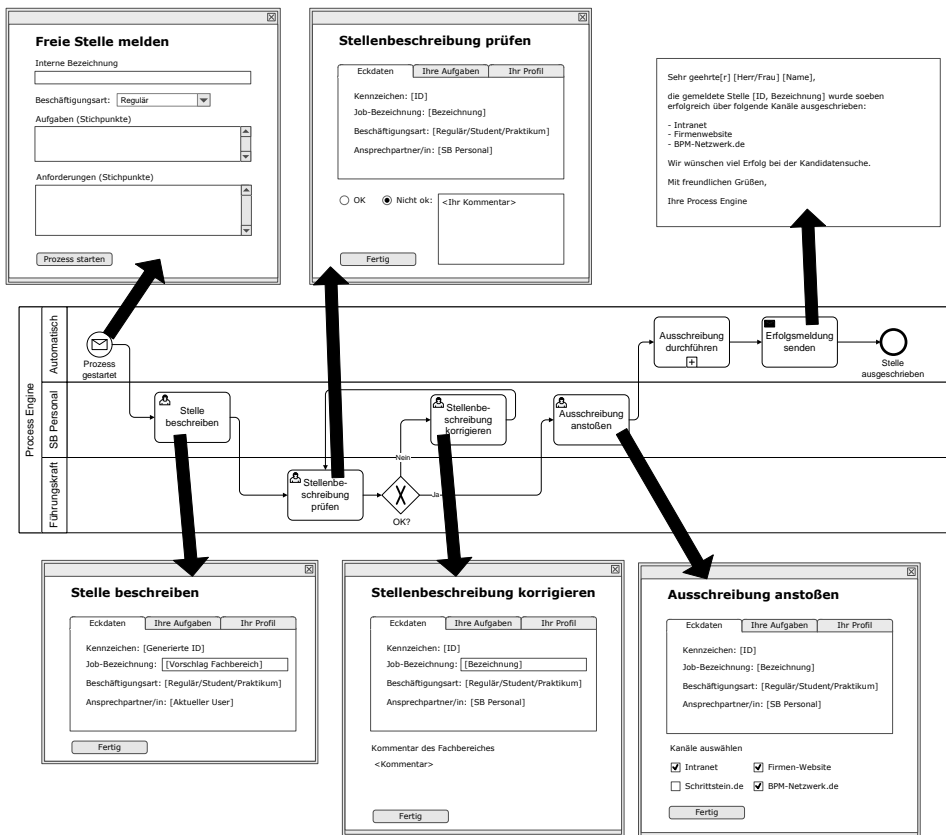 Freie Stelle melden
Interne Bezeichnung
Beschäftigungsart:
Regulär
Aufgaben (Stichpunkte)
Anforderungen (Stichpunkte)
Prozess starten
Stellenbeschreibung prüfen
Eckdaten
Ihre Aufgaben
Ihr Profil
Kennzeichen: [ID]
Job-Bezeichnung: [Bezeichnung]
Beschäftigungsart: [Regulär/Student/Praktikum]
Ansprechpartner/in: [SB Personal]
OK
Nicht ok:
<Ihr Kommentar>
Fertig
Sehr geehrte[r] [Herr/Frau] [Name],
die gemeldete Stelle [ID, Bezeichnung] wurde soeben
erfolgreich über folgende Kanäle ausgeschrieben:
- Intranet
- Firmenwebsite
- BPM-Netzwerk.de
Wir wünschen viel Erfolg bei der Kandidatensuche.
Mit freundlichen Grüßen,
Ihre Process Engine
Process Engine
Automatisch
SB Personal
Führungskraft
Prozess
gestartet
Stelle
beschreiben
Stellenbe-
schreibung
prüfen
OK?
Nein
Ja
Stellenbe-
schreibung
korrigieren
Ausschreibung
anstoßen
Ausschreibung
durchführen
Erfolgsmeldung
senden
Stelle
ausgeschrieben
Stelle beschreiben
Eckdaten
Ihre Aufgaben
Ihr Profil
Kennzeichen: [Generierte ID]
Job-Bezeichnung: [Vorschlag Fachbereich]
Beschäftigungsart: [Regulär/Student/Praktikum]
Ansprechpartner/in: [Aktueller User]
Fertig
Stellenbeschreibung korrigieren
Eckdaten
Ihre Aufgaben
Ihr Profil
Kennzeichen: [ID]
Job-Bezeichnung: [Bezeichnung]
Beschäftigungsart: [Regulär/Student/Praktikum]
Ansprechpartner/in: [SB Personal]
Kommentar des Fachbereiches
<Kommentar>
Fertig
Ausschreibung anstoßen
Eckdaten
Ihre Aufgaben
Ihr Profil
Kennzeichen: [ID]
Job-Bezeichnung: [Bezeichnung]
Beschäftigungsart: [Regulär/Student/Praktikum]
Ansprechpartner/in: [SB Personal]
Kanäle auswählen
Intranet
Firmen-Website
Schrittstein.de
BPM-Netzwerk.de
Fertig